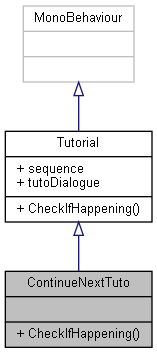 MonoBehaviour
Tutorial
+ sequence
+ tutoDialogue
+ CheckIfHappening()
ContinueNextTuto
+ CheckIfHappening()